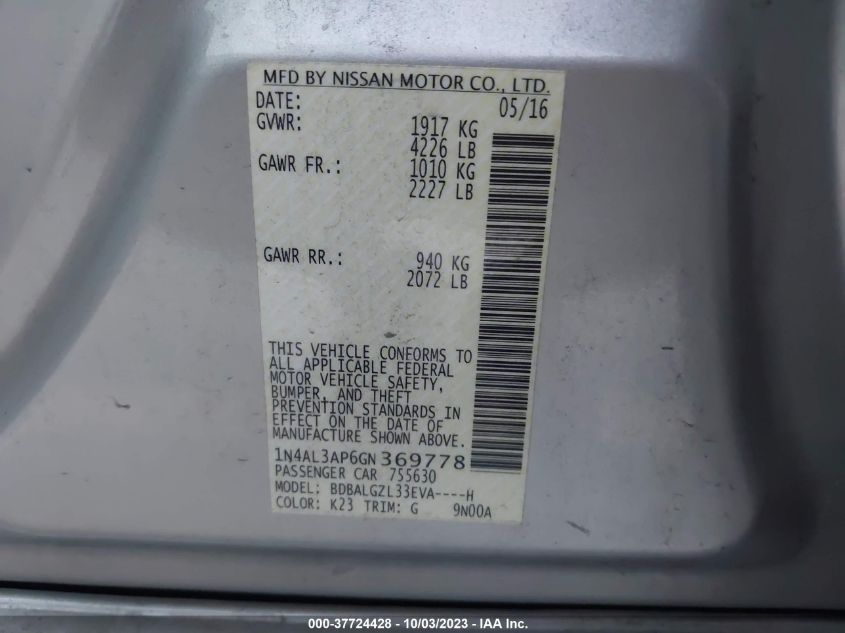 MFD BY NISSAN MOTOR CO., LTD.
DATE: 05/16
GVWR: 1917 KG
4226 LB
GAWR FR.: 1010 KG
2227 LB
GAWR RR.: 940 KG
2072 LB
THIS VEHICLE CONFORMS TO
ALL APPLICABLE FEDERAL
MOTOR VEHICLE SAFETY,
BUMPER, AND THEFT
PREVENTION STANDARDS IN
EFFECT ON THE DATE OF
MANUFACTURE SHOWN ABOVE.
1N4AL3AP6GN369778
PASSENGER CAR 755630
MODEL: BDBALGZL33EVA----H
COLOR: K23 TRIM: G 9N00A
000-37724428 - 10/03/2023 - IAA Inc.